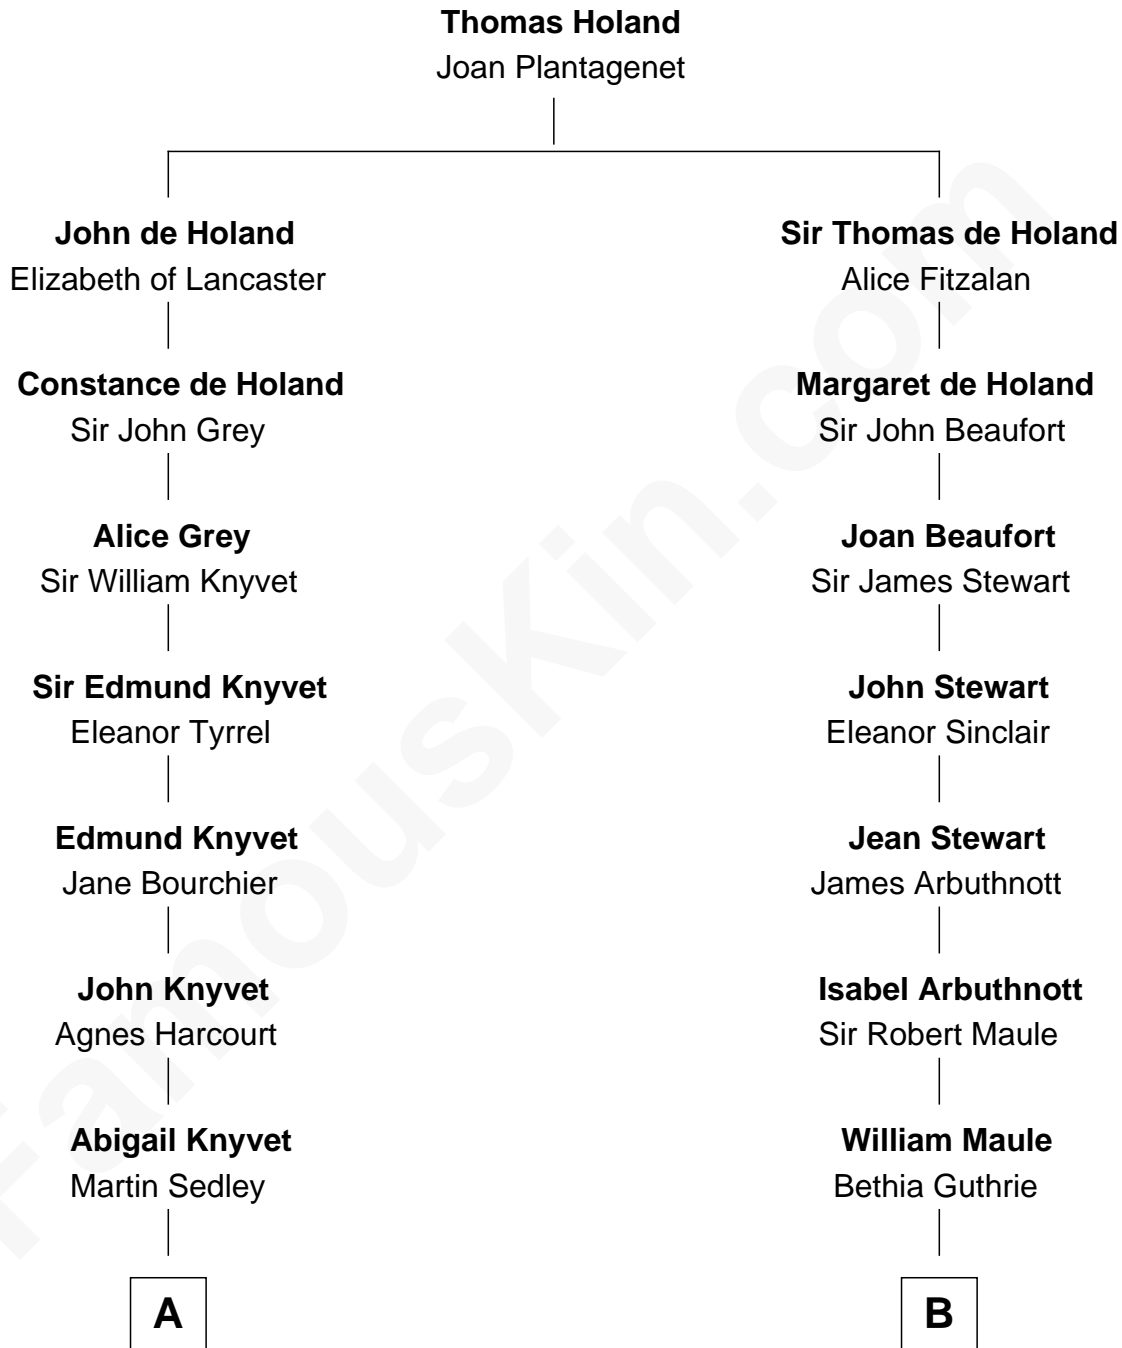 Thomas Holand
Joan Plantagenet
John de Holand
Elizabeth of Lancaster
Constance de Holand
Sir John Grey
Alice Grey
Sir William Knyvet
Sir Edmund Knyvet
Eleanor Tyrrel
Edmund Knyvet
Jane Bourchier
John Knyvet
Agnes Harcourt
Abigail Knyvet
Martin Sedley
A
Sir Thomas de Holand
Alice Fitzalan
Margaret de Holand
Sir John Beaufort
Joan Beaufort
Sir James Stewart
John Stewart
Eleanor Sinclair
Jean Stewart
James Arbuthnott
Isabel Arbuthnott
Sir Robert Maule
William Maule
Bethia Guthrie
B
FamousKin.com